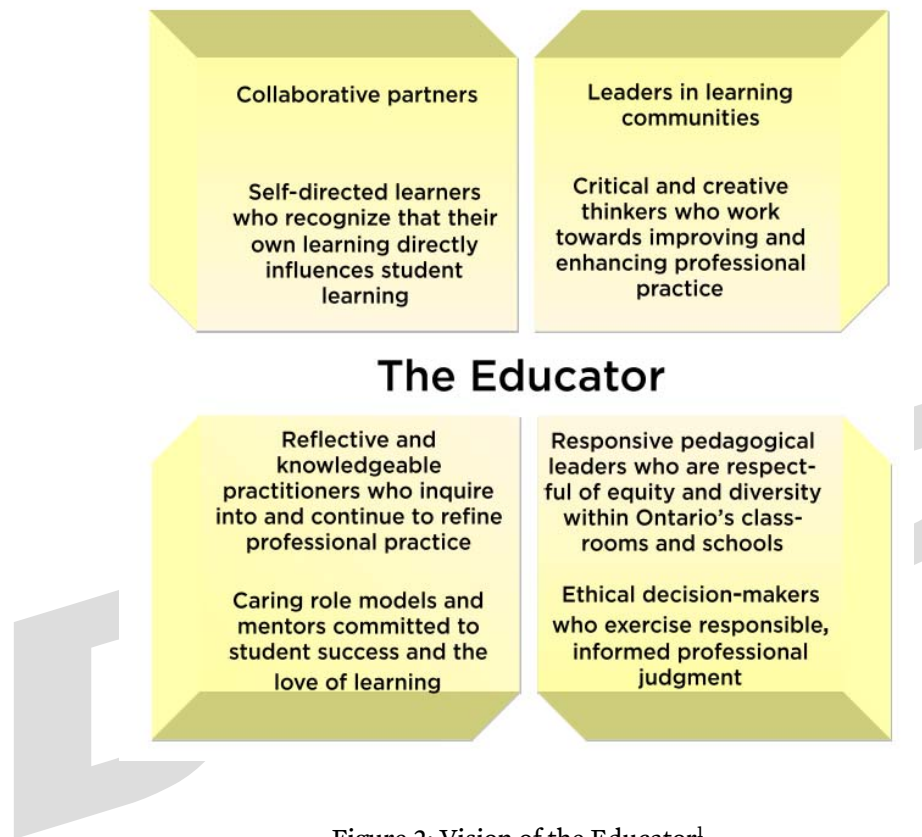 Collaborative partners
Self-directed learners
who recognize that their
own learning directly
influences student
learning
Leaders in learning
communities
Critical and creative
thinkers who work
towards improving and
enhancing professional
practice
The Educator
Reflective and
knowledgeable
practitioners who inquire
into and continue to refine
professional practice
Caring role models and
mentors committed to
student success and the
love of learning
Responsive pedagogical
leaders who are respect-
ful of equity and diversity
within Ontario's class-
rooms and schools
Ethical decision-makers
who exercise responsible,
informed professional
judgment
Vision of the Educator1